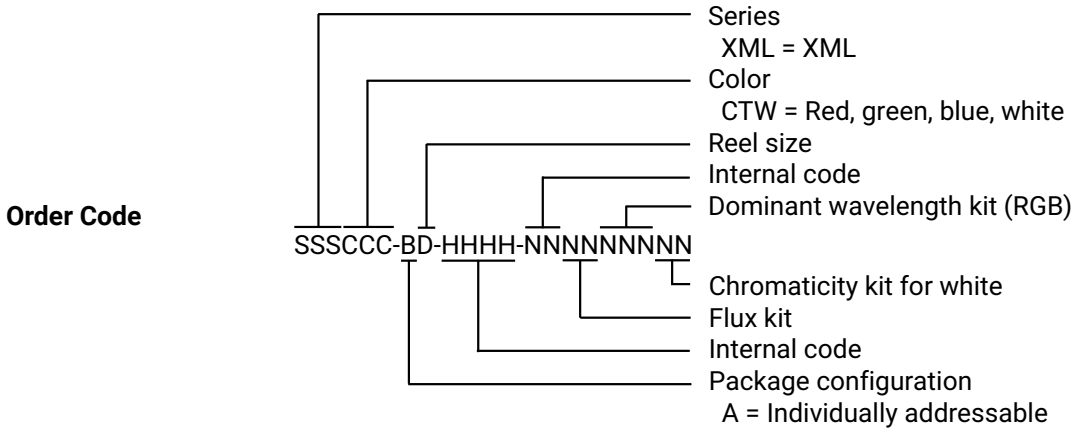 Series
XML = XML
Color
CTW = Red, green, blue, white
Reel size
Internal code
Dominant wavelength kit (RGB)
Order Code
SSSCCC-BD-HHHH-NNNNNNNNN
Chromaticity kit for white
Flux kit
Internal code
Package configuration
A = Individually addressable